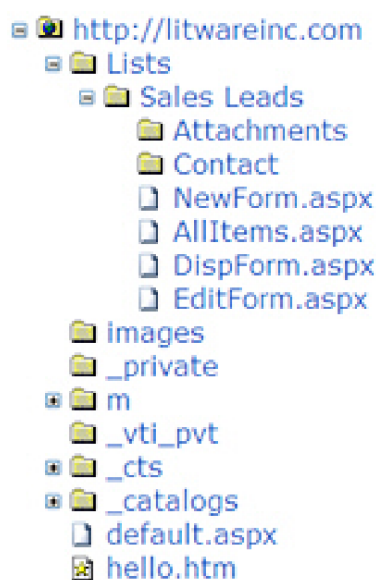 http://litwareinc.com
Lists
Sales Leads
Attachments
Contact
NewForm.aspx
AllItems.aspx
DispForm.aspx
EditForm.aspx
images
_private
m
_vti_pvt
_cts
_catalogs
default.aspx
hello.htm